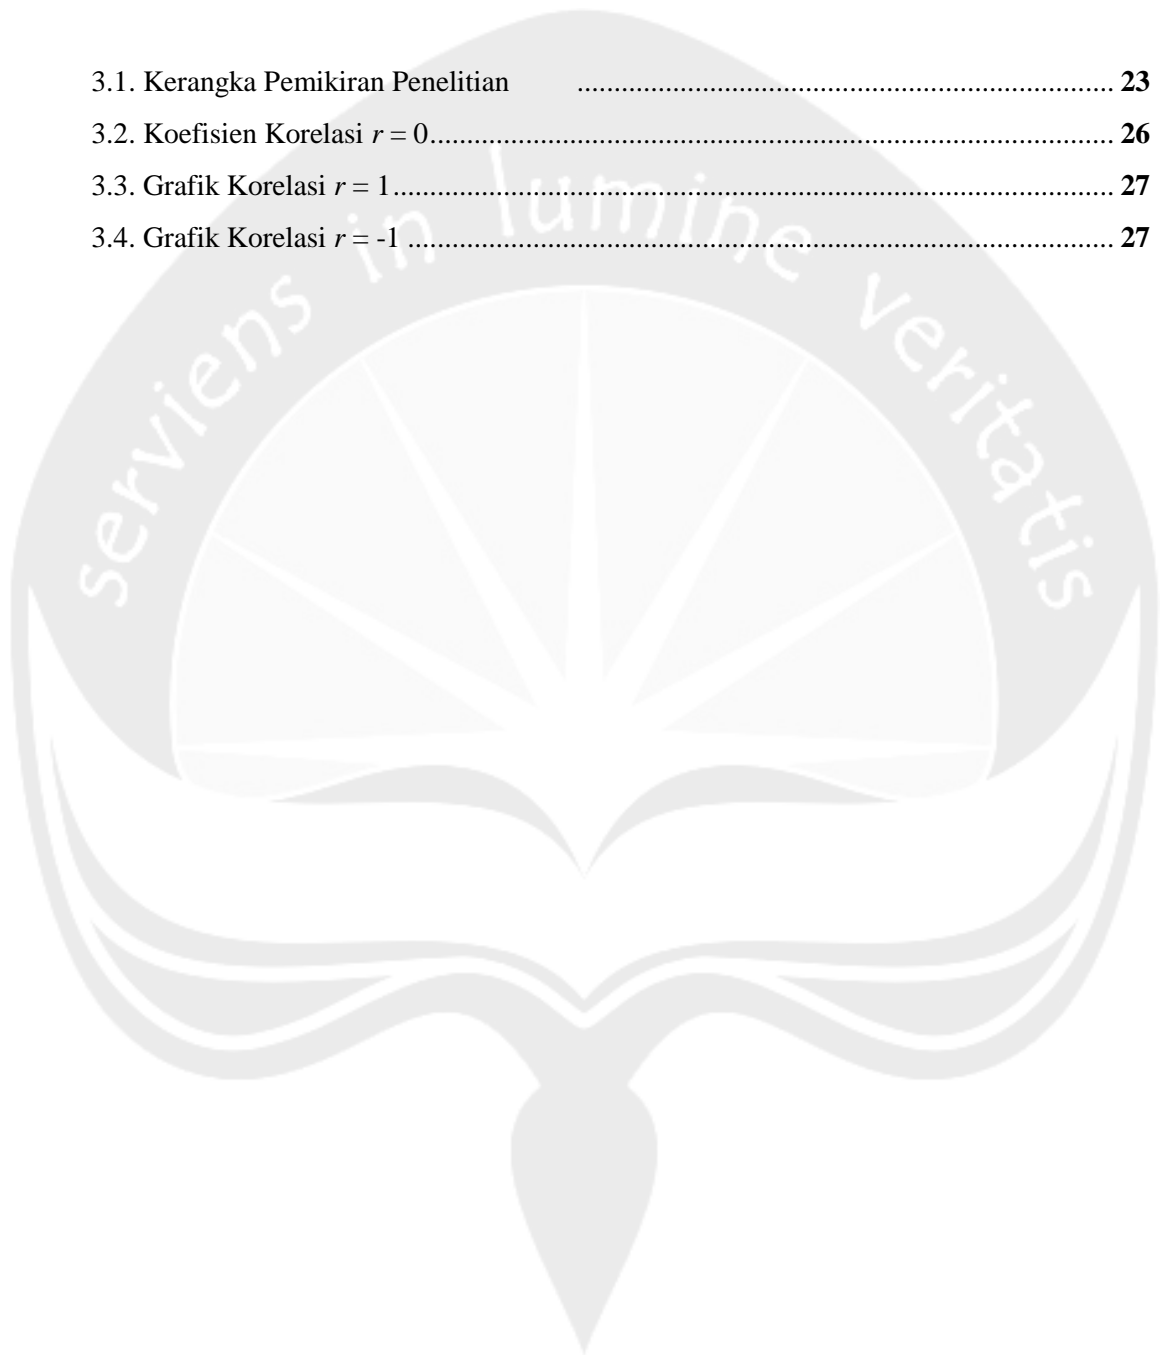 3.1. Kerangka Pemikiran Penelitian ........................................................................................... 23
3.2. Koefisien Korelasi r = 0.................................................................................................................... 26
3.3. Grafik Korelasi r = 1.......................................................................................................................... 27
3.4. Grafik Korelasi r = -1 ....................................................................................................................... 27
serviens in lumine veritatis